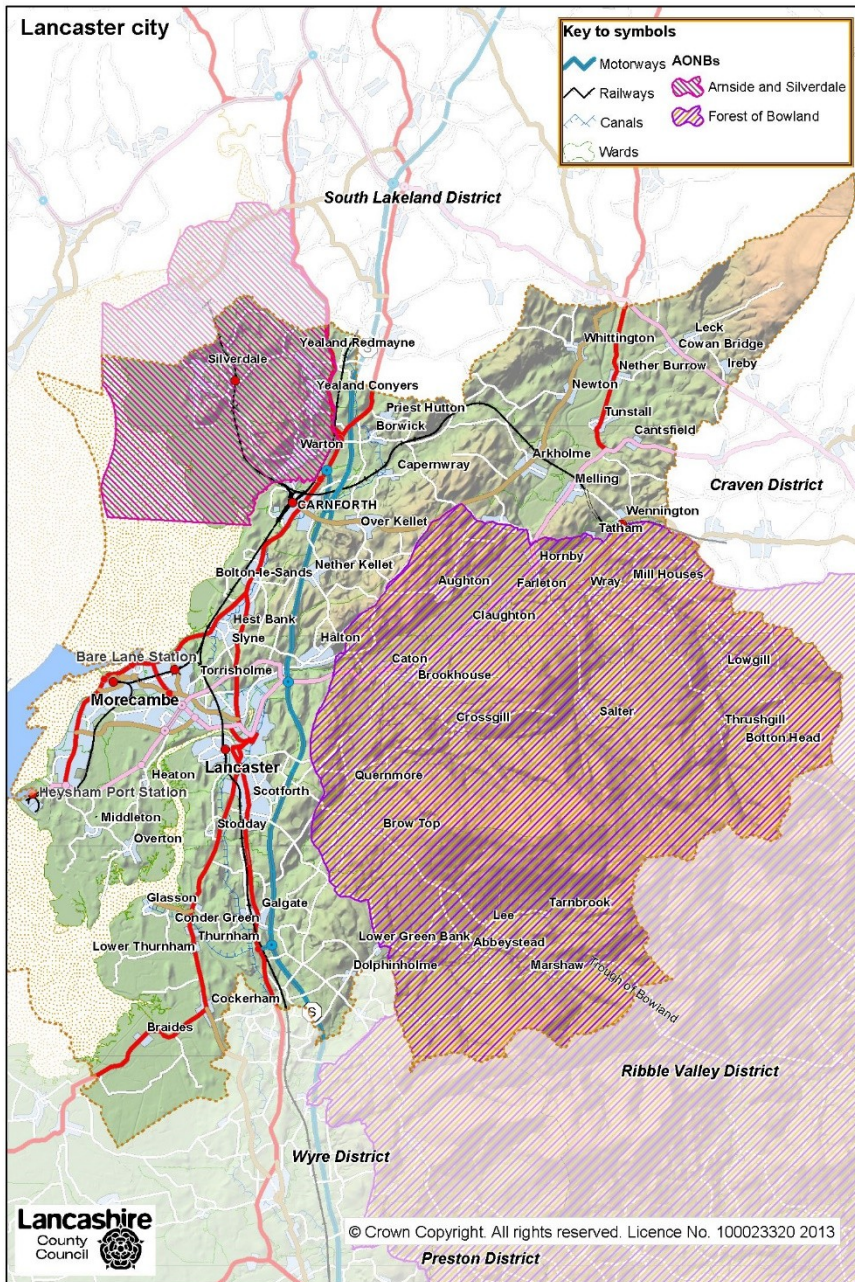 Lancaster city
Key to symbols
Motorways
Railways
Canals
Wards
AONBs
Arnside and Silverdale
Forest of Bowland
South Lakeland District
Leck
Whittington
Cowan Bridge
Yealand Redmayne
Silverdale
Nether Burrow
Ireby
Yealand Conyers
Newton
Priest Hutton
Tunstall
Borwick
Cantsfield
Warton
Arkholme
Capernwray
Melling
Craven District
CARNFORTH
Wennington
Over Kellet
Tatham
Hornby
Nether Kellet
Bolton-le-Sands
Aughton
Farleton
Wray
Mill Houses
Claughton
Hest Bank
Slyne
Halton
Bare Lane Station
Caton
Lowgill
Torrisholme
Brookhouse
Morecambe
Crossgill
Salter
Thrushgill
Botton Head
Lancaster
Heaton
Quernmore
Heysham Port Station
Scotforth
Middleton
Stodday
Brow Top
Overton
Glasson
Galgate
Tarnbrook
Conder Green
Lee
Thurnham
Lower Green Bank
Lower Thurnham
Abbeystead
Dolphinholme
Marshaw
Trough of Bowland
Cockerham
S
Braides
Ribble Valley District
Wyre District
Lancashire
County
Council
© Crown Copyright. All rights reserved. Licence No. 100023320 2013
Preston District